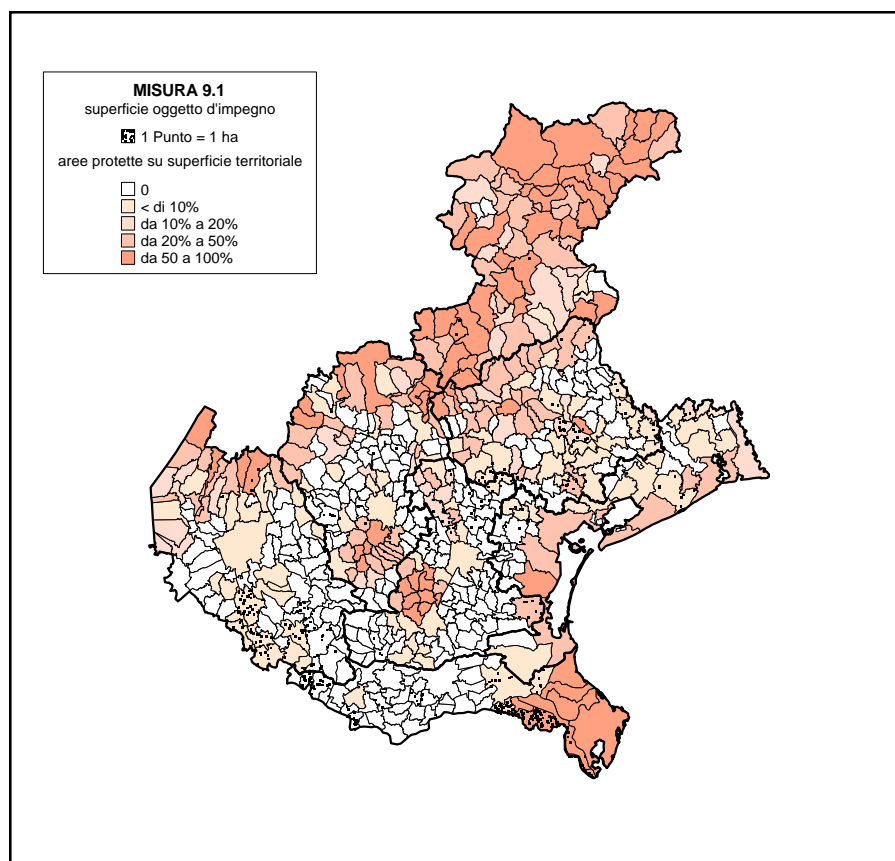 MISURA 9.1
superficie oggetto d'impegno
1 Punto = 1 ha
aree protette su superficie territoriale
0
< di 10%
da 10% a 20%
da 20% a 50%
da 50 a 100%